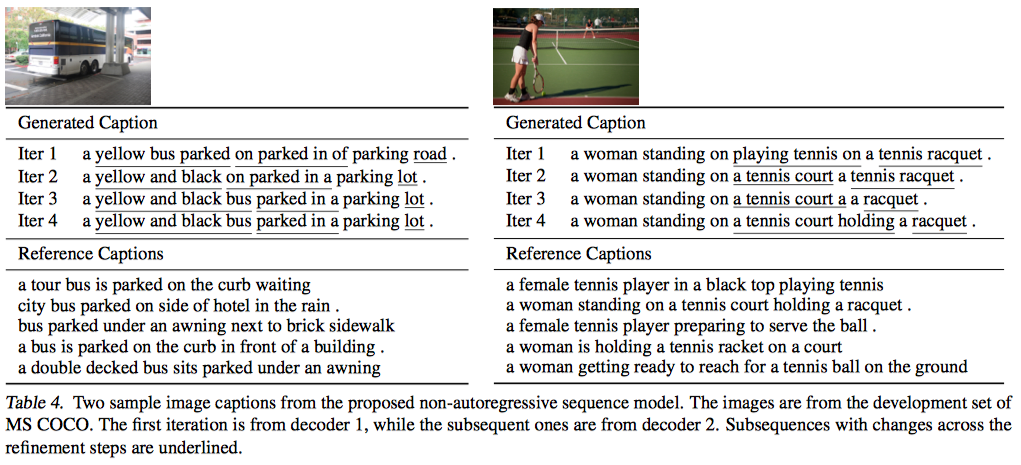 Generated Caption
Iter 1 a yellow bus parked on parked in of parking road .
Iter 2 a yellow and black on parked in a parking lot .
Iter 3 a yellow and black bus parked in a parking lot .
Iter 4 a yellow and black bus parked in a parking lot .
Reference Captions
a tour bus is parked on the curb waiting
city bus parked on side of hotel in the rain .
bus parked under an awning next to brick sidewalk
a bus is parked on the curb in front of a building .
a double decked bus sits parked under an awning
Generated Caption
Iter 1 a woman standing on playing tennis on a tennis racquet .
Iter 2 a woman standing on a tennis court a tennis racquet .
Iter 3 a woman standing on a tennis court a a racquet .
Iter 4 a woman standing on a tennis court holding a racquet .
Reference Captions
a female tennis player in a black top playing tennis
a woman standing on a tennis court holding a racquet .
a female tennis player preparing to serve the ball .
a woman is holding a tennis racket on a court
a woman getting ready to reach for a tennis ball on the ground
Table 4. Two sample image captions from the proposed non-autoregressive sequence model. The images are from the development set of
MS COCO. The first iteration is from decoder 1, while the subsequent ones are from decoder 2. Subsequences with changes across the
refinement steps are underlined.